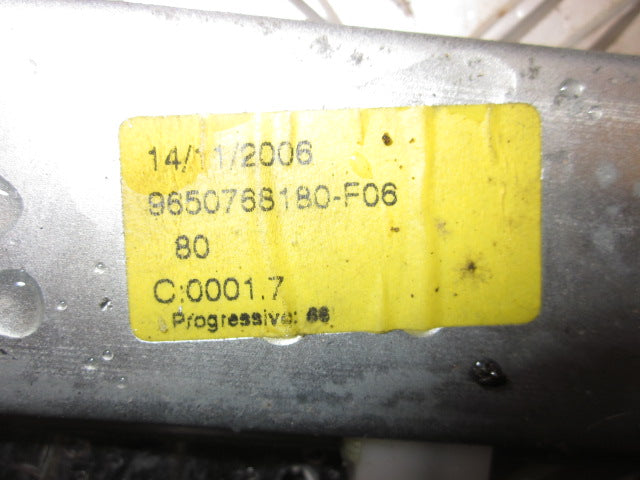 14/11/2006
9650768180-F06
80
C:0001.7
Progressive: 66